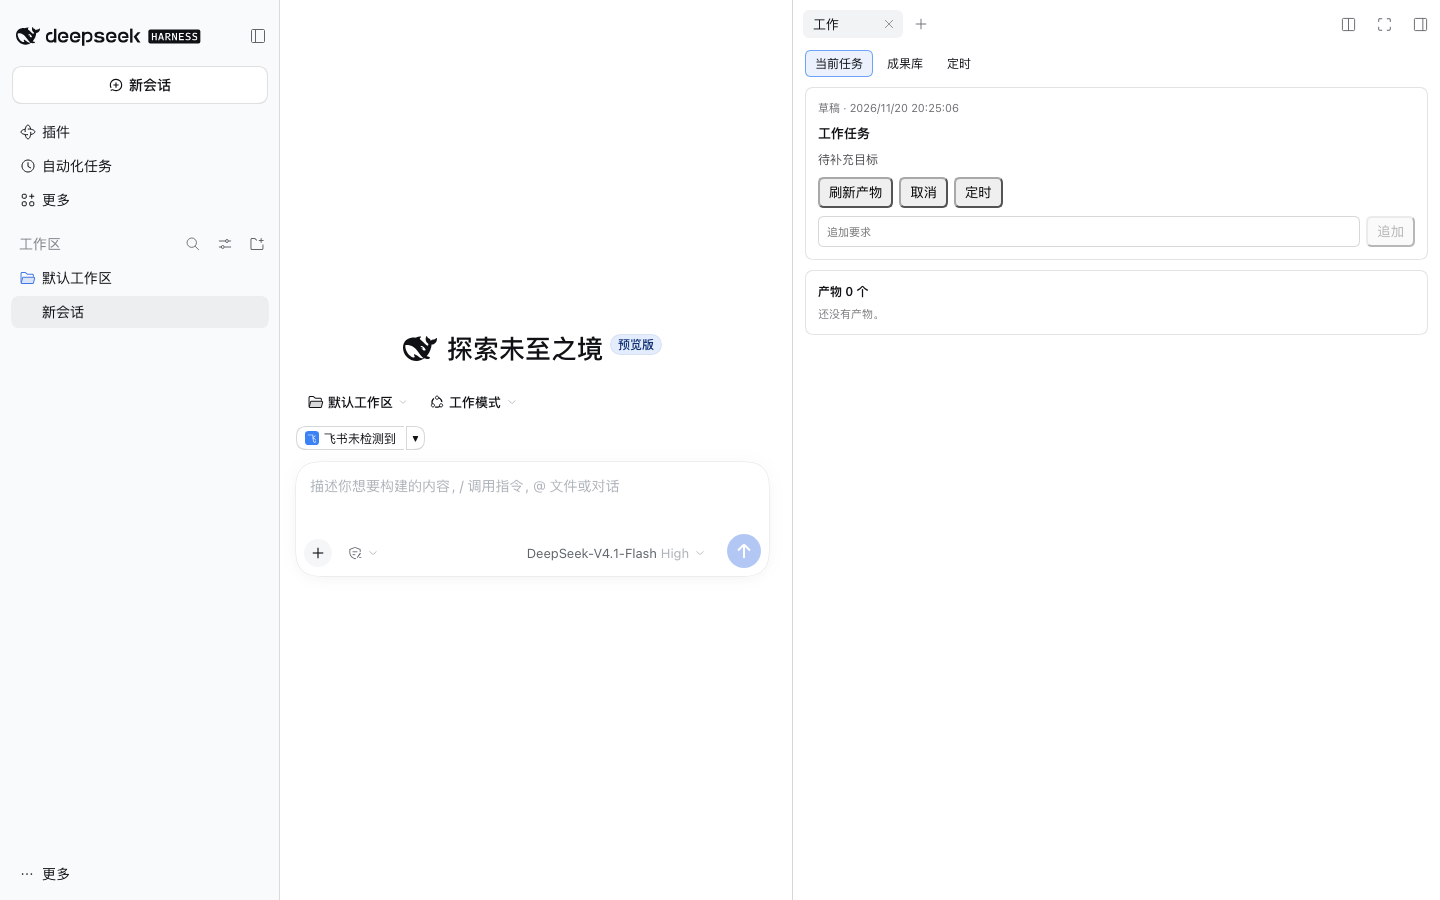 deepseek HARNESS
新会话
插件
自动化任务
更多
工作区
默认工作区
新会话
更多
探索未至之境 预览版
默认工作区 工作模式
飞书未检测到
描述你想要构建的内容, / 调用指令, @ 文件或对话
DeepSeek-V4.1-Flash High
工作
当前任务 成果库 定时
草稿 · 2026/11/20 20:25:06
工作任务
待补充目标
刷新产物 取消 定时
追加要求 追加
产物 0 个
还没有产物。